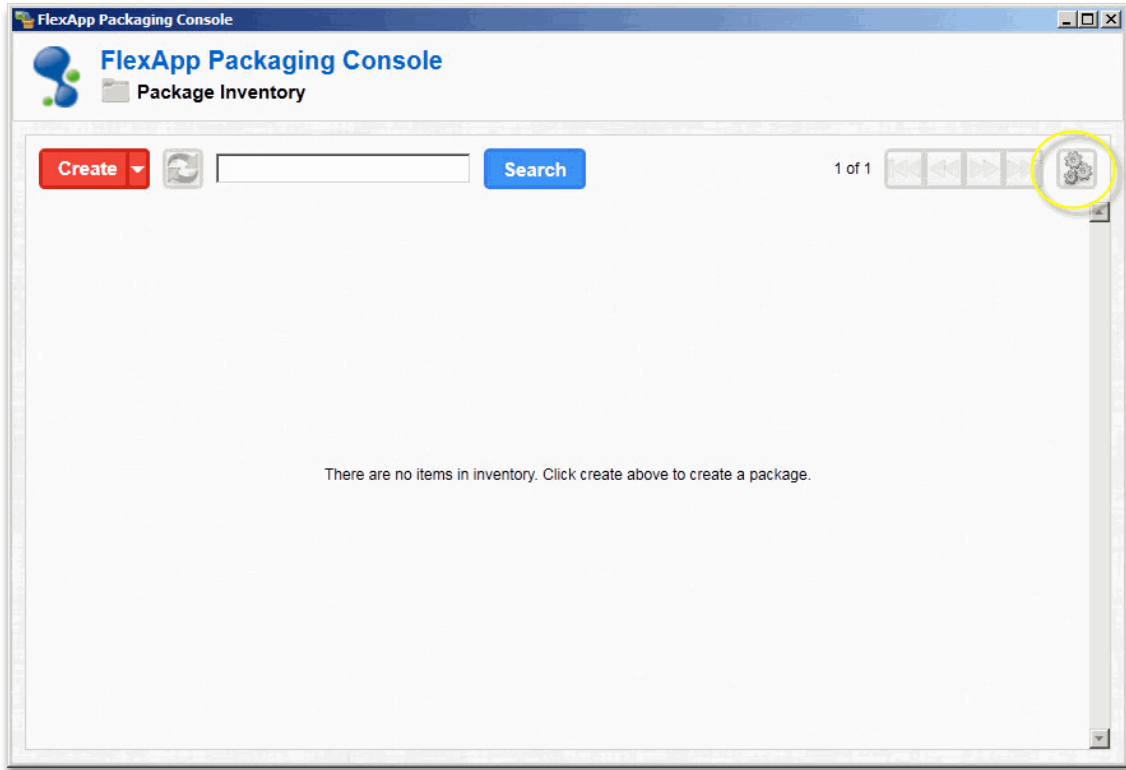 FlexApp Packaging Console
FlexApp Packaging Console
Package Inventory
Create
Search
1 of 1
There are no items in inventory. Click create above to create a package.